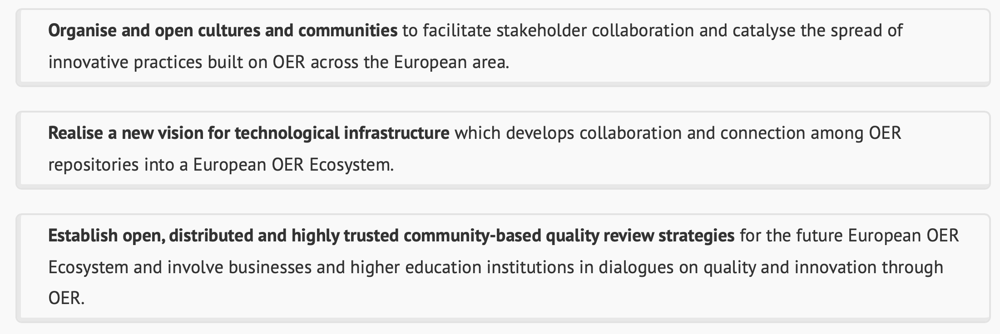 Organise and open cultures and communities to facilitate stakeholder collaboration and catalyse the spread of
innovative practices built on OER across the European area.
Realise a new vision for technological infrastructure which develops collaboration and connection among OER
repositories into a European OER Ecosystem.
Establish open, distributed and highly trusted community-based quality review strategies for the future European OER
Ecosystem and involve businesses and higher education institutions in dialogues on quality and innovation through
OER.